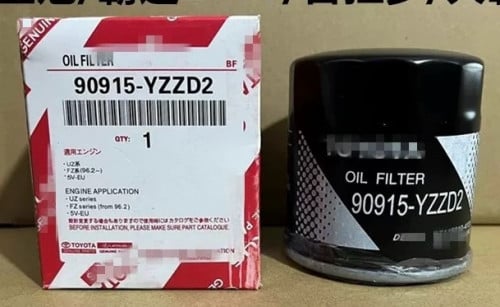 GENUINE
OIL FILTER
BF
90915-YZZD2
QTY: 1
適用エンジン
- UZ系
- FZ系(96.2~)
- 5V-EU
ENGINE APPLICATION
- UZ series
- FZ series (from 96.2)
- 5V-EU
BEFORE INSTALLATION, PLEASE MAKE SURE PART CATALOGUE.
TOYOTA
OIL FILTER
90915-YZZD2